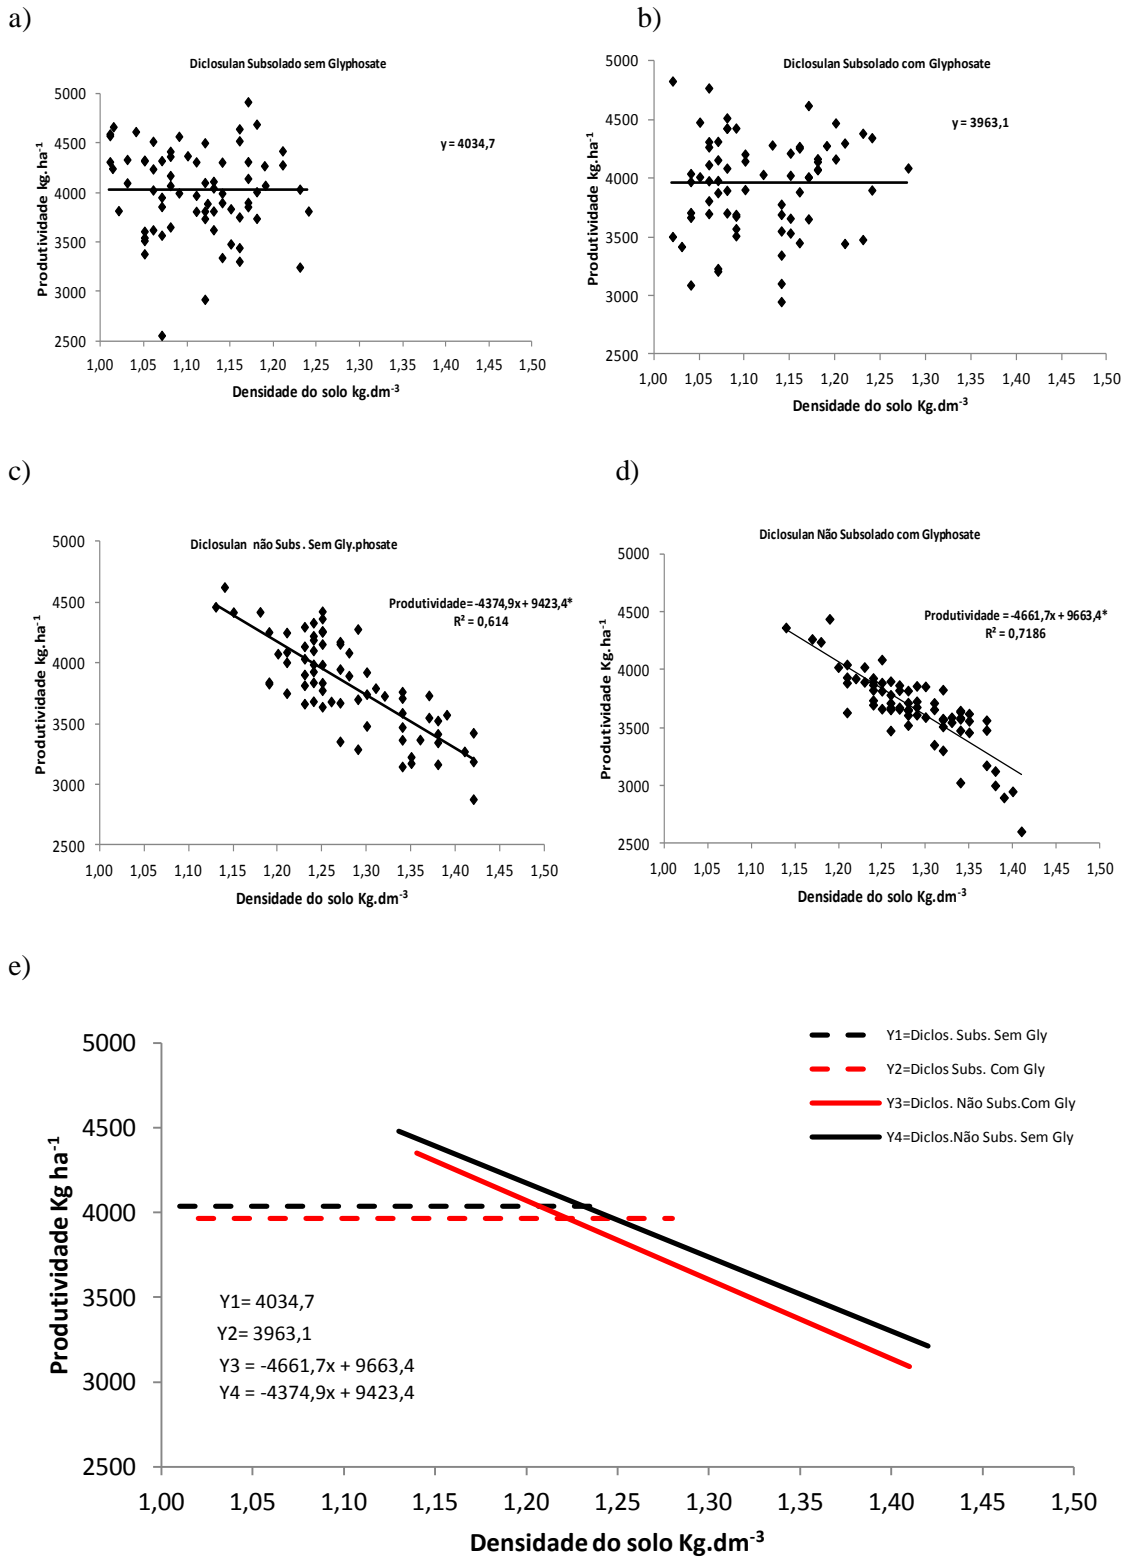 a)
b)
Diclosulan Subsolado sem Glyphosate
y = 4034,7
Produtividade kg.ha-1
5000
4500
4000
3500
3000
2500
1,00 1,05 1,10 1,15 1,20 1,25 1,30 1,35 1,40 1,45 1,50
Densidade do solo kg.dm-3
Diclosulan Subsolado com Glyphosate
y = 3963,1
Produtividade kg.ha-1
5000
4500
4000
3500
3000
2500
1,00 1,05 1,10 1,15 1,20 1,25 1,30 1,35 1,40 1,45 1,50
Densidade do solo Kg.dm-3
c)
d)
Diclosulan não Subs . Sem Gly.phosate
Produtividade = -4374,9x + 9423,4*
R² = 0,614
Produtividade kg.ha-1
5000
4500
4000
3500
3000
2500
1,00 1,05 1,10 1,15 1,20 1,25 1,30 1,35 1,40 1,45 1,50
Densidade do solo Kg.dm-3
Diclosulan Não Subsolado com Glyphosate
Produtividade = -4661,7x + 9663,4*
R² = 0,7186
Produtividade Kg.ha-1
5000
4500
4000
3500
3000
2500
1,00 1,05 1,10 1,15 1,20 1,25 1,30 1,35 1,40 1,45 1,50
Densidade do solo Kg.dm-3
e)
Y1=Diclos. Subs. Sem Gly
Y2=Diclos Subs. Com Gly
Y3=Diclos. Não Subs.Com Gly
Y4=Diclos.Não Subs. Sem Gly
Produtividade Kg ha-1
5000
4500
4000
3500
3000
2500
Y1= 4034,7
Y2= 3963,1
Y3 = -4661,7x + 9663,4
Y4 = -4374,9x + 9423,4
1,00 1,05 1,10 1,15 1,20 1,25 1,30 1,35 1,40 1,45 1,50
Densidade do solo Kg.dm-3